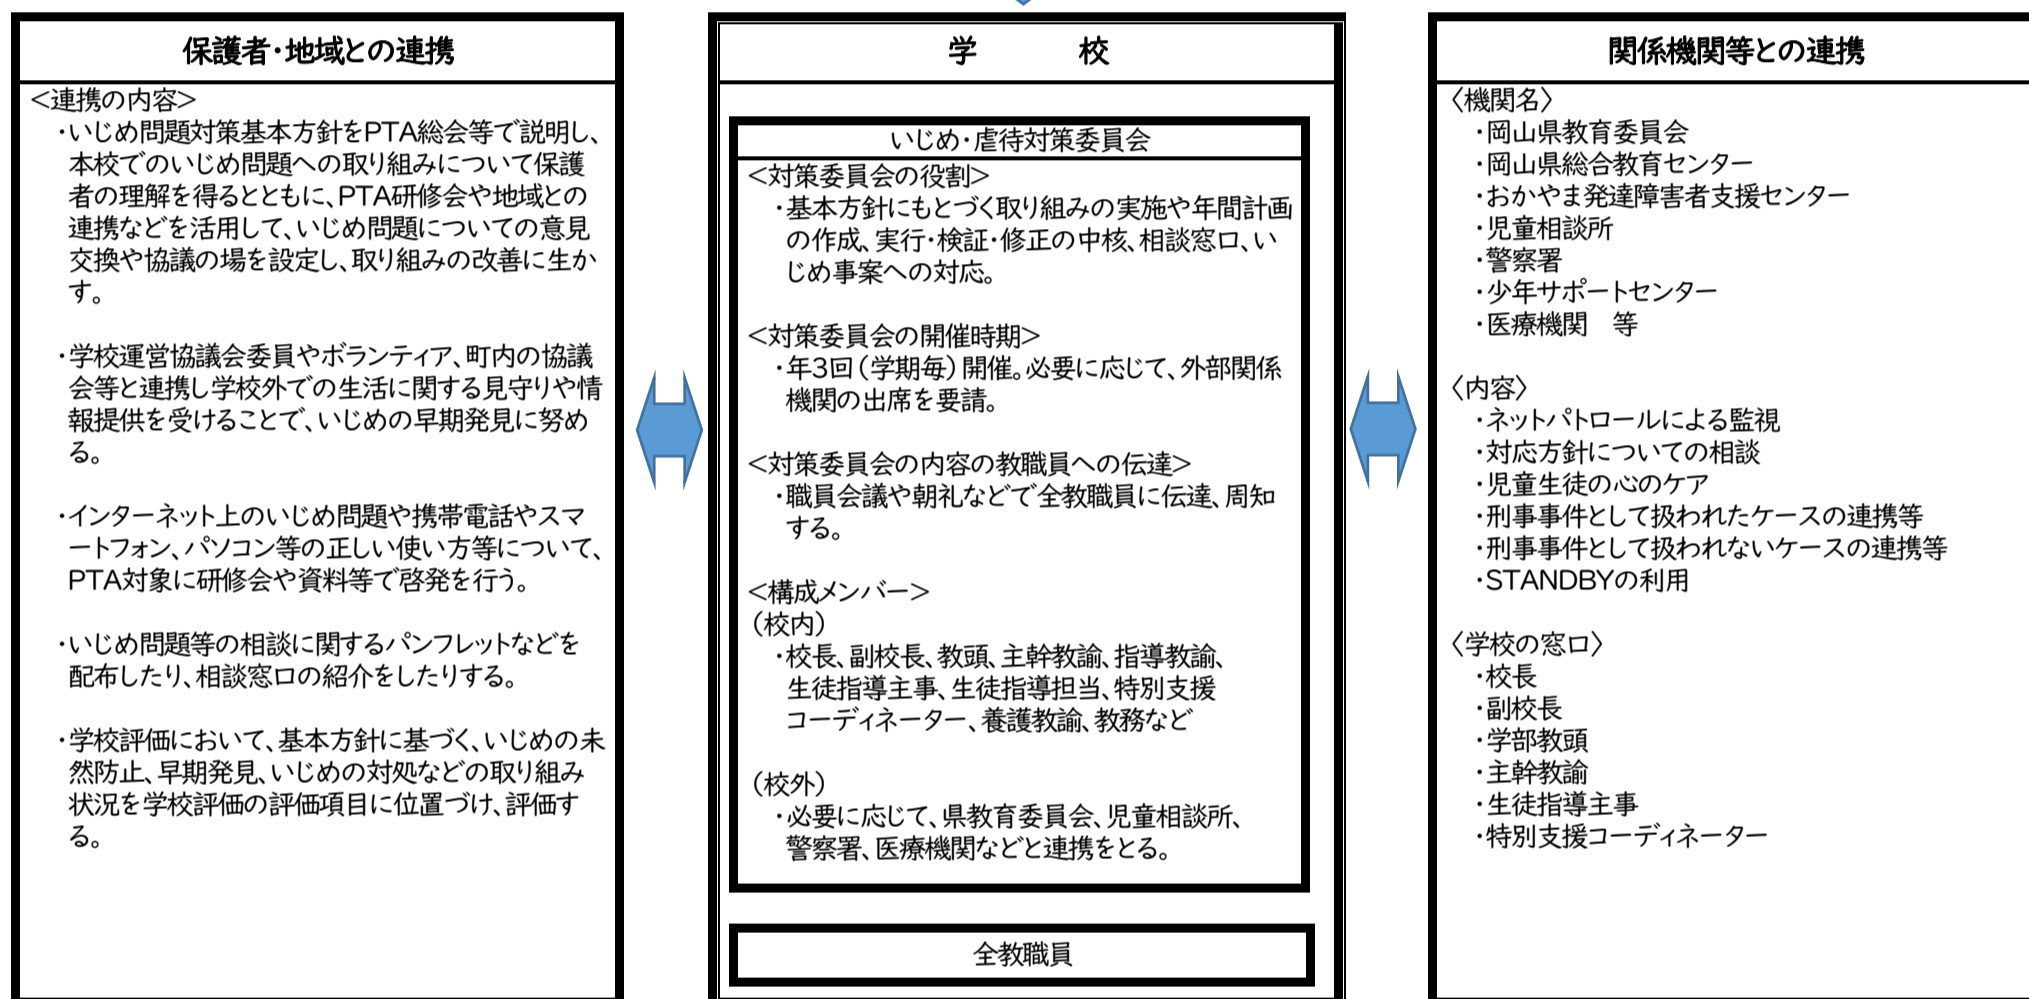 保護者・地域との連携
<連携の内容>
・いじめ問題対策基本方針をPTA総会等で説明し、
本校でのいじめ問題への取り組みについて保護
者の理解を得るとともに、PTA研修会や地域との
連携などを活用して、いじめ問題についての意見
交換や協議の場を設定し、取り組みの改善に生か
す。
・学校運営協議会委員やボランティア、町内の協議
会等と連携し学校外での生活に関する見守りや情
報提供を受けることで、いじめの早期発見に努め
る。
・インターネット上のいじめ問題や携帯電話やスマ
ートフォン、パソコン等の正しい使い方等について、
PTA対象に研修会や資料等で啓発を行う。
・いじめ問題等の相談に関するパンフレットなどを
配布したり、相談窓口の紹介をしたりする。
・学校評価において、基本方針に基づく、いじめの未
然防止、早期発見、いじめの対処などの取り組み
状況を学校評価の評価項目に位置づけ、評価す
る。
学　校
いじめ・虐待対策委員会
<対策委員会の役割>
・基本方針にもとづく取り組みの実施や年間計画
の作成、実行・検証・修正の中核、相談窓口、い
じめ事案への対応。
<対策委員会の開催時期>
・年3回（学期毎）開催。必要に応じて、外部関係
機関の出席を要請。
<対策委員会の内容の教職員への伝達>
・職員会議や朝礼などで全教職員に伝達、周知
する。
<構成メンバー>
（校内）
・校長、副校長、教頭、主幹教諭、指導教諭、
生徒指導主事、生徒指導担当、特別支援
コーディネーター、養護教諭、教務など
（校外）
・必要に応じて、県教育委員会、児童相談所、
警察署、医療機関などと連携をとる。
全教職員
関係機関等との連携
〈機関名〉
・岡山県教育委員会
・岡山県総合教育センター
・おかやま発達障害者支援センター
・児童相談所
・警察署
・少年サポートセンター
・医療機関　等
〈内容〉
・ネットパトロールによる監視
・対応方針についての相談
・児童生徒の心のケア
・刑事事件として扱われたケースの連携等
・刑事事件として扱われないケースの連携等
・STANDBYの利用
〈学校の窓口〉
・校長
・副校長
・学部教頭
・主幹教諭
・生徒指導主事
・特別支援コーディネーター